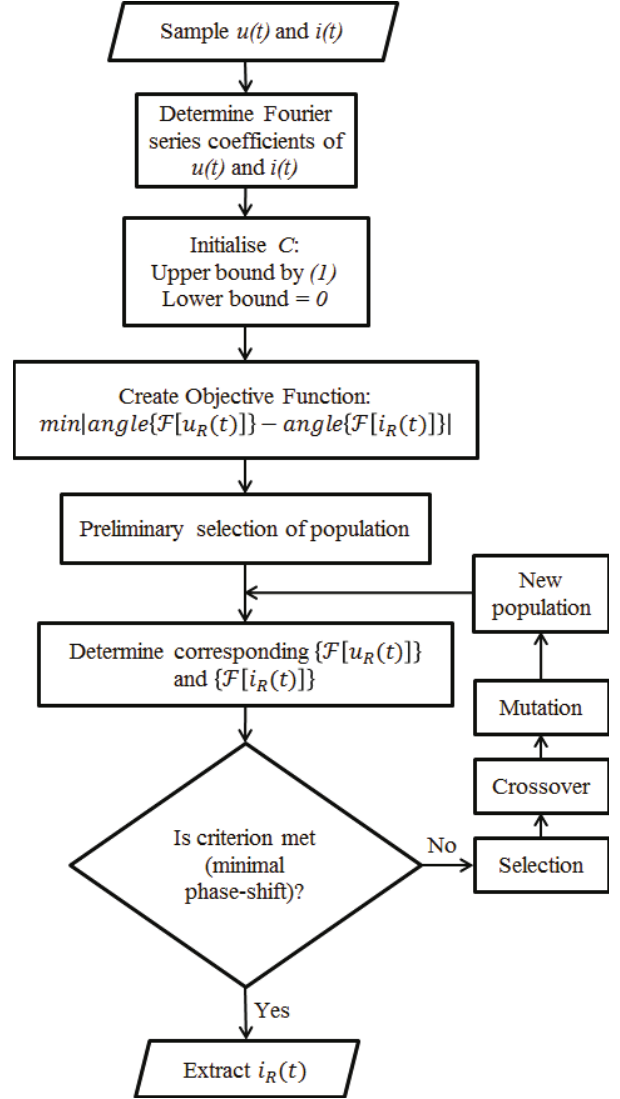 Sample u(t) and i(t)
Determine Fourier
series coefficients of
u(t) and i(t)
Initialise C:
Upper bound by (1)
Lower bound = 0
Create Objective Function:
min|angle{ℱ[u_R(t)]} − angle{ℱ[i_R(t)]}|
Preliminary selection of population
New
population
Determine corresponding {ℱ[u_R(t)]}
and {ℱ[i_R(t)]}
Mutation
Crossover
Is criterion met
(minimal
phase-shift)?
No
Selection
Yes
Extract i_R(t)